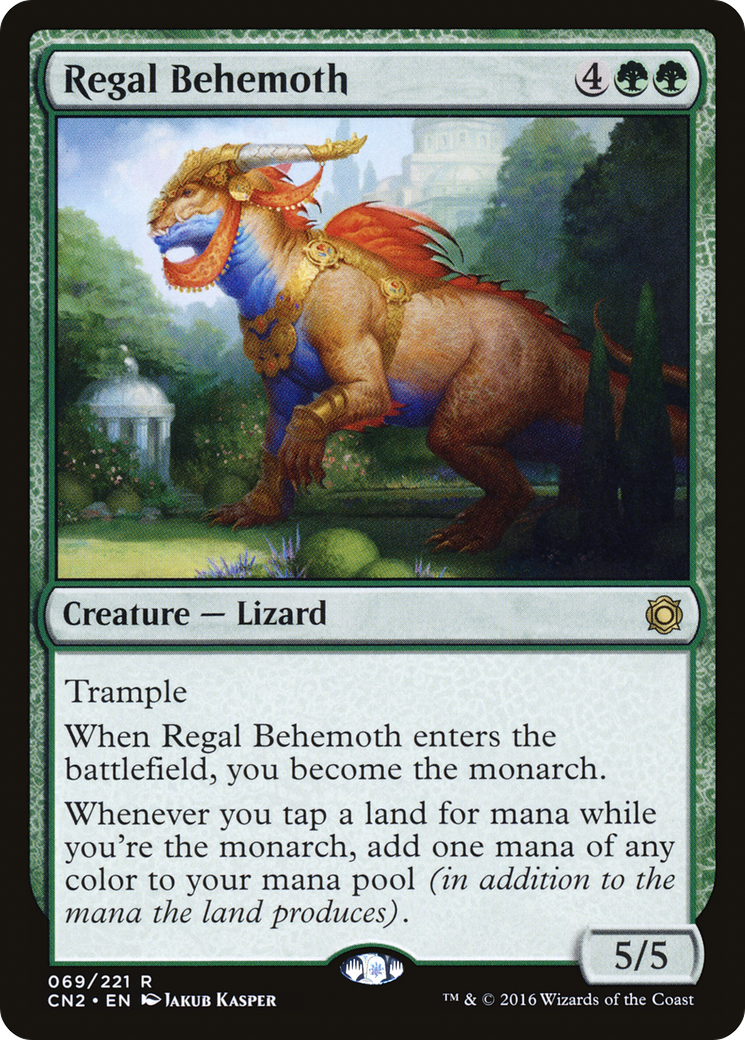 Regal Behemoth 4
Creature — Lizard
Trample
When Regal Behemoth enters the
battlefield, you become the monarch.
Whenever you tap a land for mana while
you're the monarch, add one mana of any
color to your mana pool (in addition to the
mana the land produces).
5/5
069/221 R
CN2 • EN Jakub Kasper
™ & © 2016 Wizards of the Coast